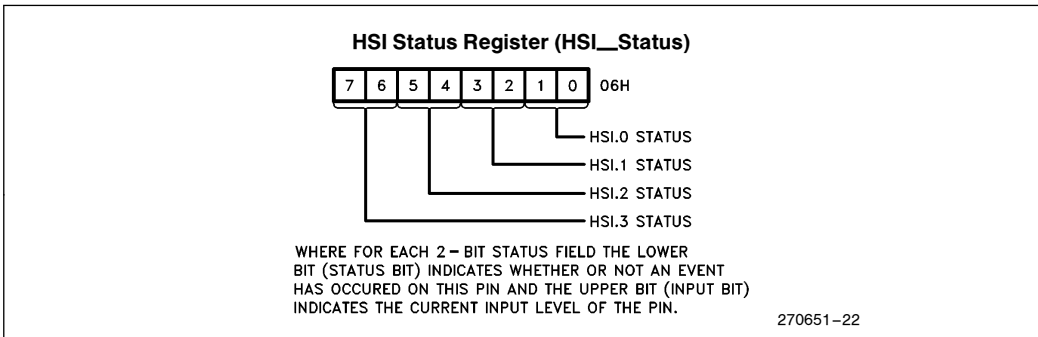 HSI Status Register (HSI__Status)
7 6 5 4 3 2 1 0 06H
HSI.0 STATUS
HSI.1 STATUS
HSI.2 STATUS
HSI.3 STATUS
WHERE FOR EACH 2-BIT STATUS FIELD THE LOWER
BIT (STATUS BIT) INDICATES WHETHER OR NOT AN EVENT
HAS OCCURED ON THIS PIN AND THE UPPER BIT (INPUT BIT)
INDICATES THE CURRENT INPUT LEVEL OF THE PIN.
270651-22